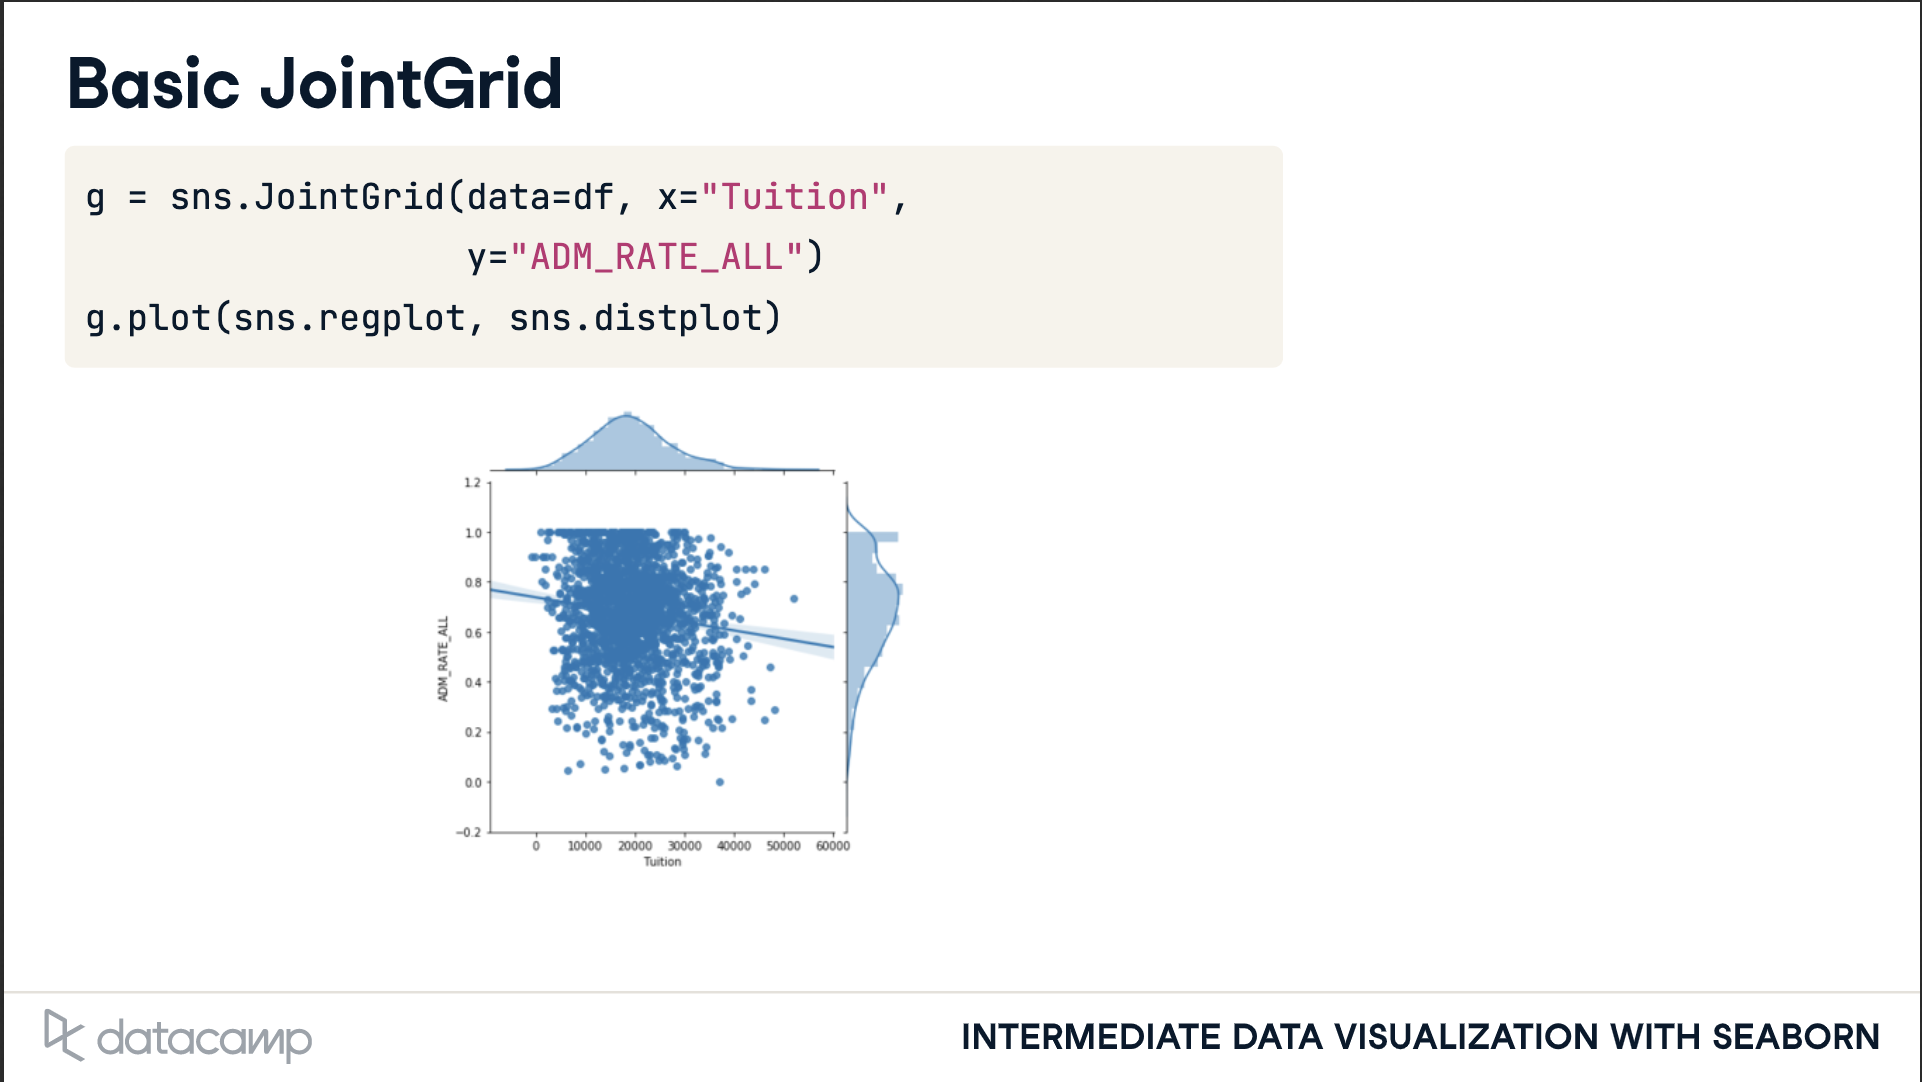 Basic JointGrid
g = sns.JointGrid(data=df, x="Tuition",
y="ADM_RATE_ALL")
g.plot(sns.regplot, sns.distplot)
1.2
1.0
0.8
0.6
0.4
0.2
0.0
−0.2
ADM_RATE_ALL
0 10000 20000 30000 40000 50000 60000
Tuition
datacamp
INTERMEDIATE DATA VISUALIZATION WITH SEABORN